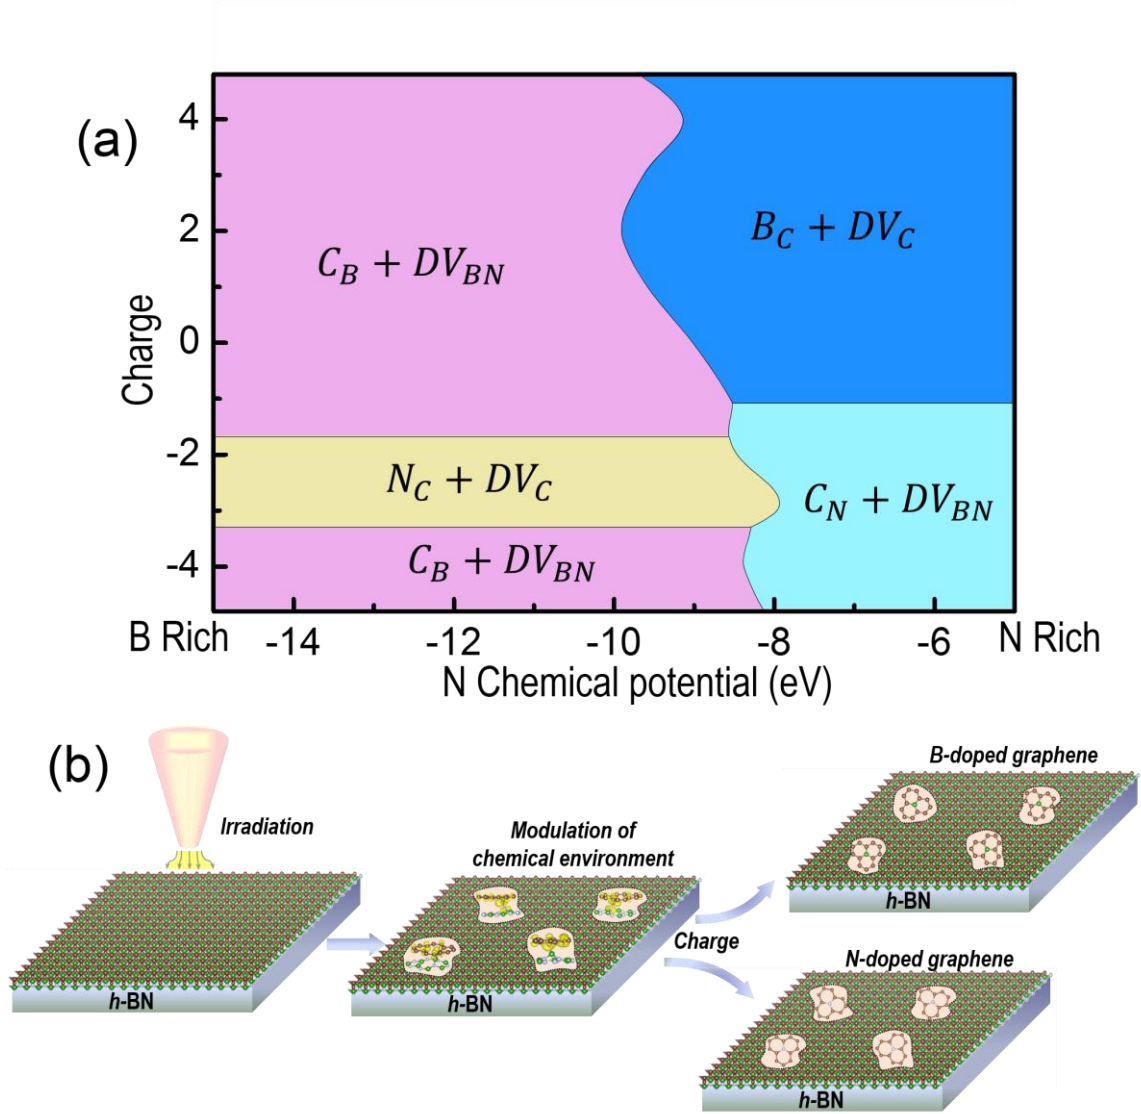 (a)
Charge
4
2
0
-2
-4
C_B + DV_BN
B_C + DV_C
N_C + DV_C
C_N + DV_BN
C_B + DV_BN
B Rich -14 -12 -10 -8 -6 N Rich
N Chemical potential (eV)
(b)
Irradiation
h-BN
Modulation of
chemical environment
h-BN
Charge
B-doped graphene
h-BN
N-doped graphene
h-BN